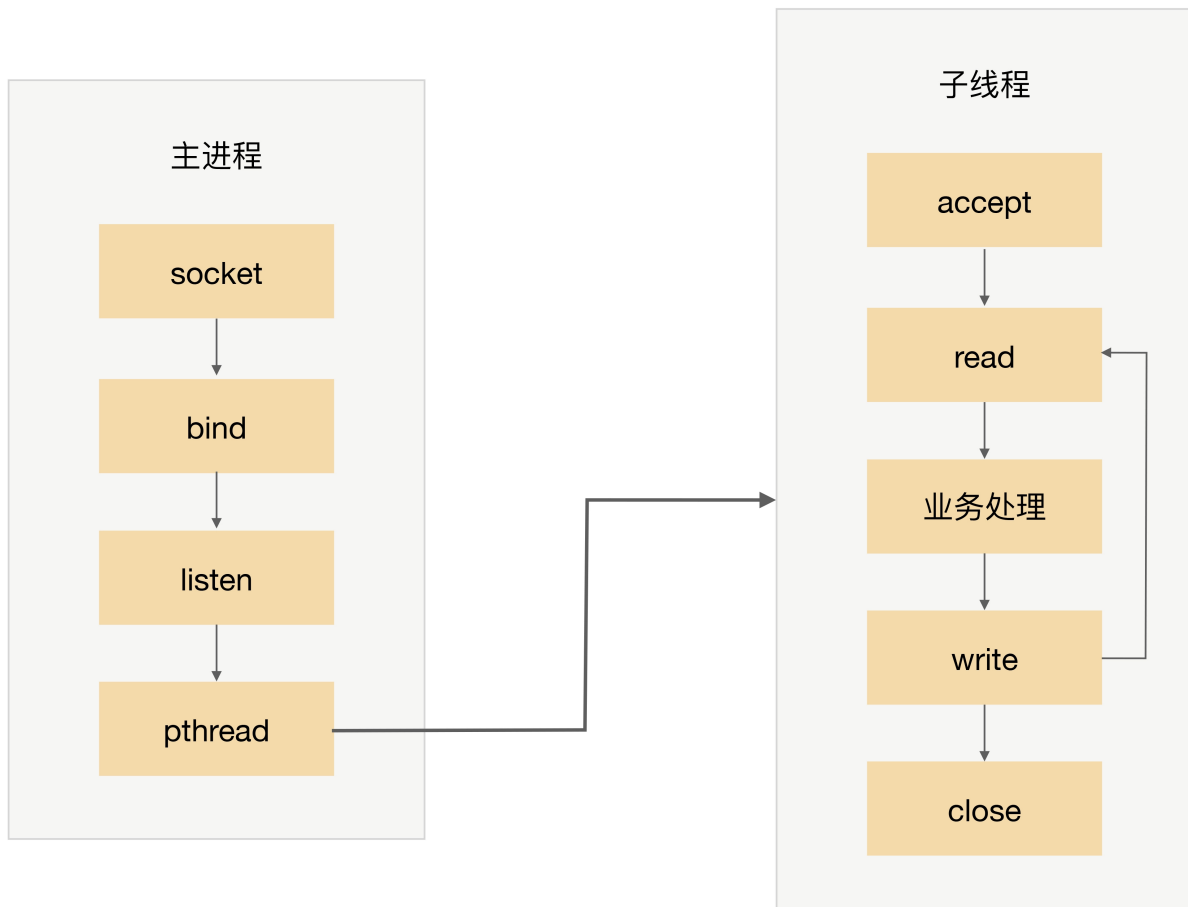 主进程
socket
bind
listen
pthread
子线程
accept
read
业务处理
write
close